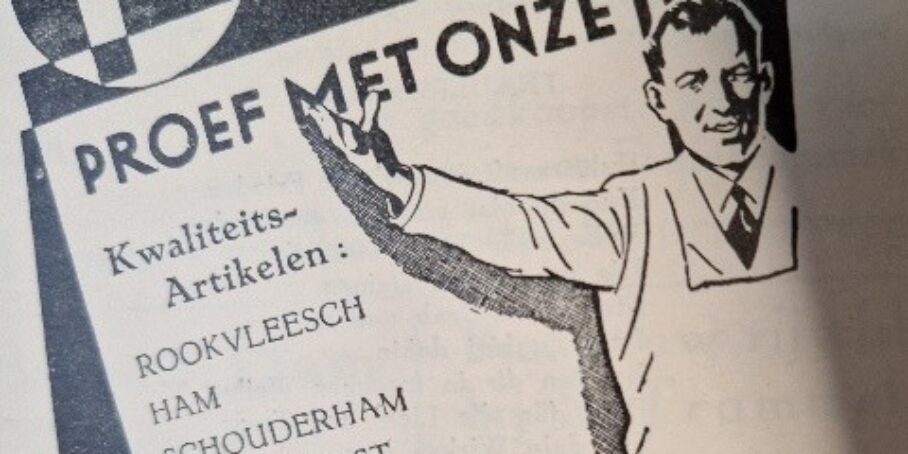 PROEF MET ONZE
Kwaliteits-
Artikelen :
ROOKVLEESCH
HAM
SCHOUDERHAM